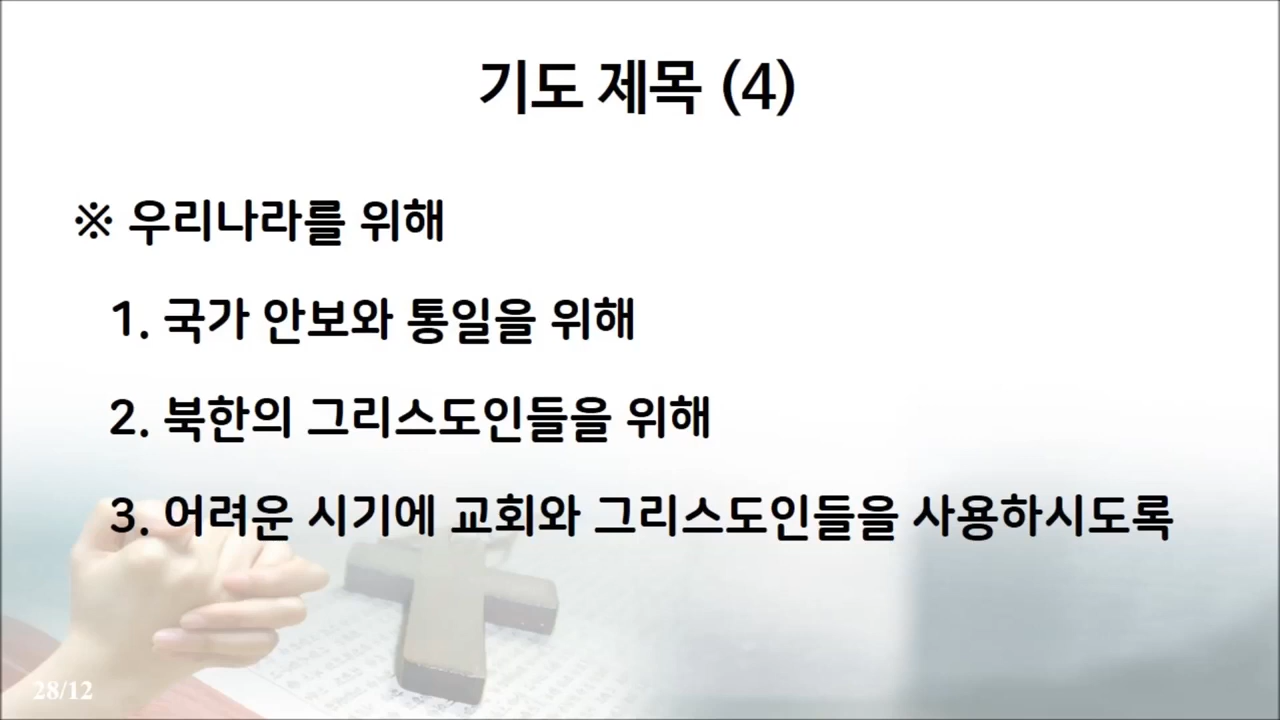 기도 제목 (4)
※ 우리나라를 위해
1. 국가 안보와 통일을 위해
2. 북한의 그리스도인들을 위해
3. 어려운 시기에 교회와 그리스도인들을 사용하시도록
28/12